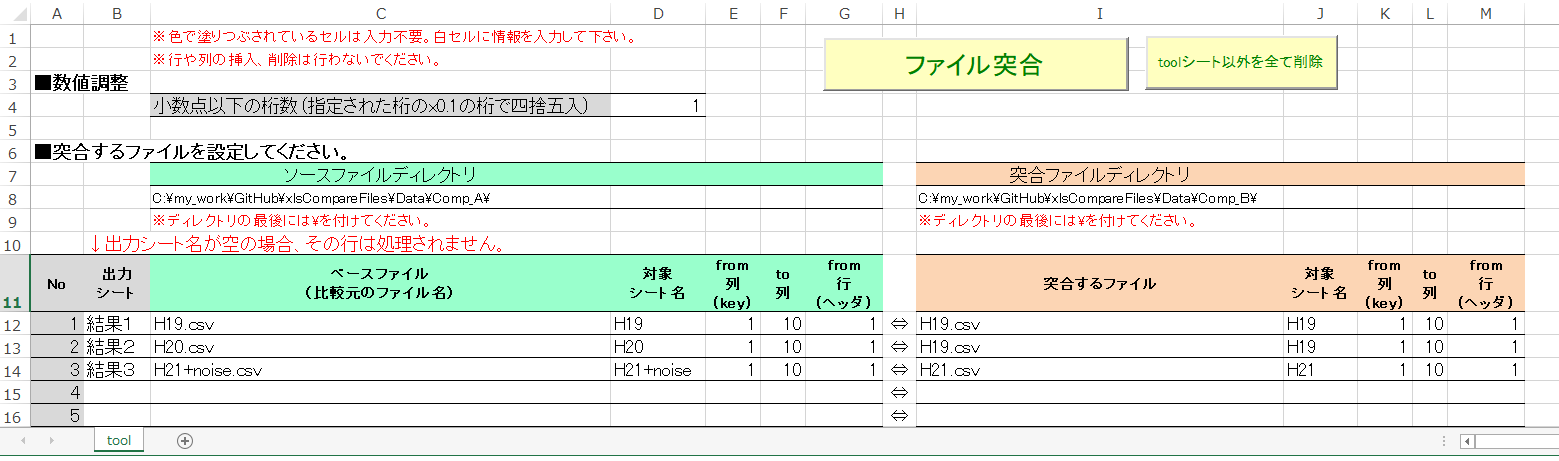 A B C D E F G H I J K L M
1 ※色で塗りつぶされているセルは入力不要。白セルに情報を入力して下さい。
ファイル突合
toolシート以外を全て削除
2 ※行や列の挿入、削除は行わないでください。
3 ■数値調整
4 小数点以下の桁数(指定された桁のx0.1の桁で四捨五入) 1
5
6 ■突合するファイルを設定してください。
7 ソースファイルディレクトリ 突合ファイルディレクトリ
8 C:¥my_work¥GitHub¥xlsCompareFiles¥Data¥Comp_A¥ C:¥my_work¥GitHub¥xlsCompareFiles¥Data¥Comp_B¥
9 ※ディレクトリの最後には¥を付けてください。 ※ディレクトリの最後には¥を付けてください。
10 ↓出力シート名が空の場合、その行は処理されません。
11
No
出力
シート
ベースファイル
(比較元のファイル名)
対象
シート名
from
列
(key)
to
列
from
行
(ヘッダ)
突合するファイル
対象
シート名
from
列
(key)
to
列
from
行
(ヘッダ)
12 1 結果1 H19.csv H19 1 10 1 ⇔ H19.csv H19 1 10 1
13 2 結果2 H20.csv H20 1 10 1 ⇔ H19.csv H19 1 10 1
14 3 結果3 H21+noise.csv H21+noise 1 10 1 ⇔ H21.csv H21 1 10 1
15 4 ⇔
16 5 ⇔
tool